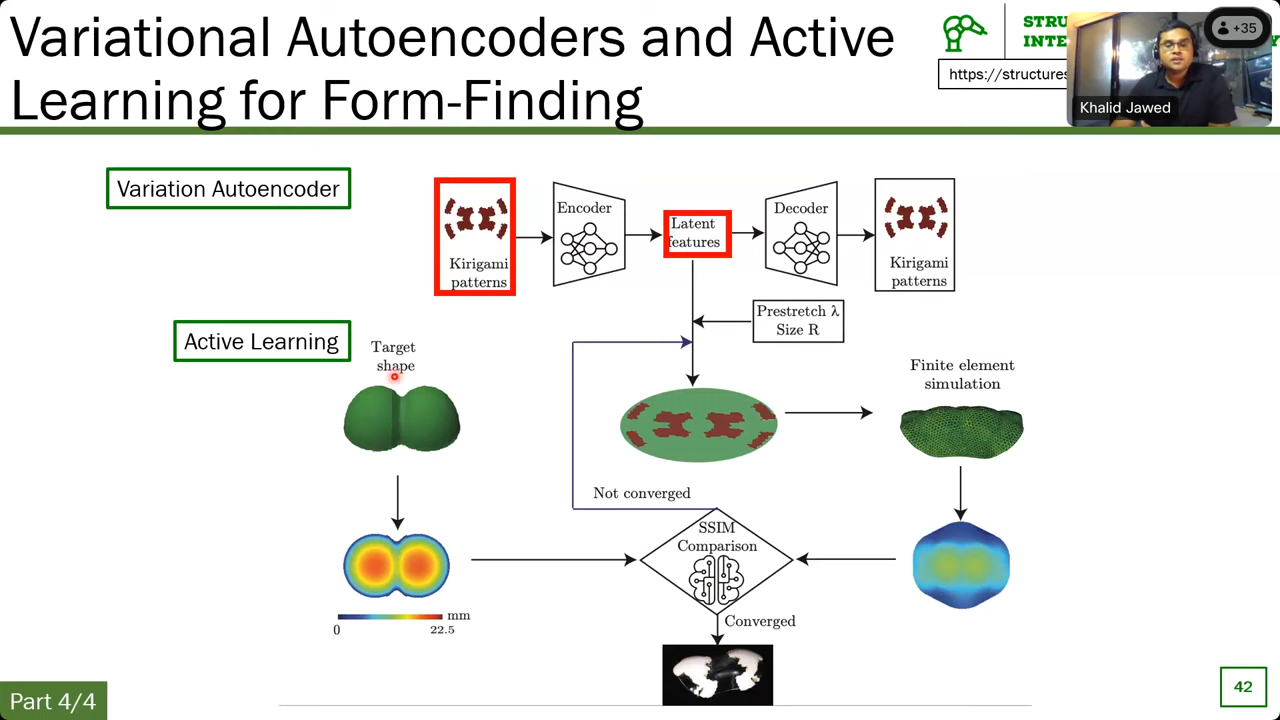 Variational Autoencoders and Active
Learning for Form-Finding
STRU
INTE
https://structures
+35
Khalid Jawed
Variation Autoencoder
Kirigami
patterns
Encoder
Latent
features
Decoder
Kirigami
patterns
Prestretch λ
Size R
Active Learning
Target
shape
Finite element
simulation
Not converged
SSIM
Comparison
mm
0
22.5
Converged
Part 4/4
42